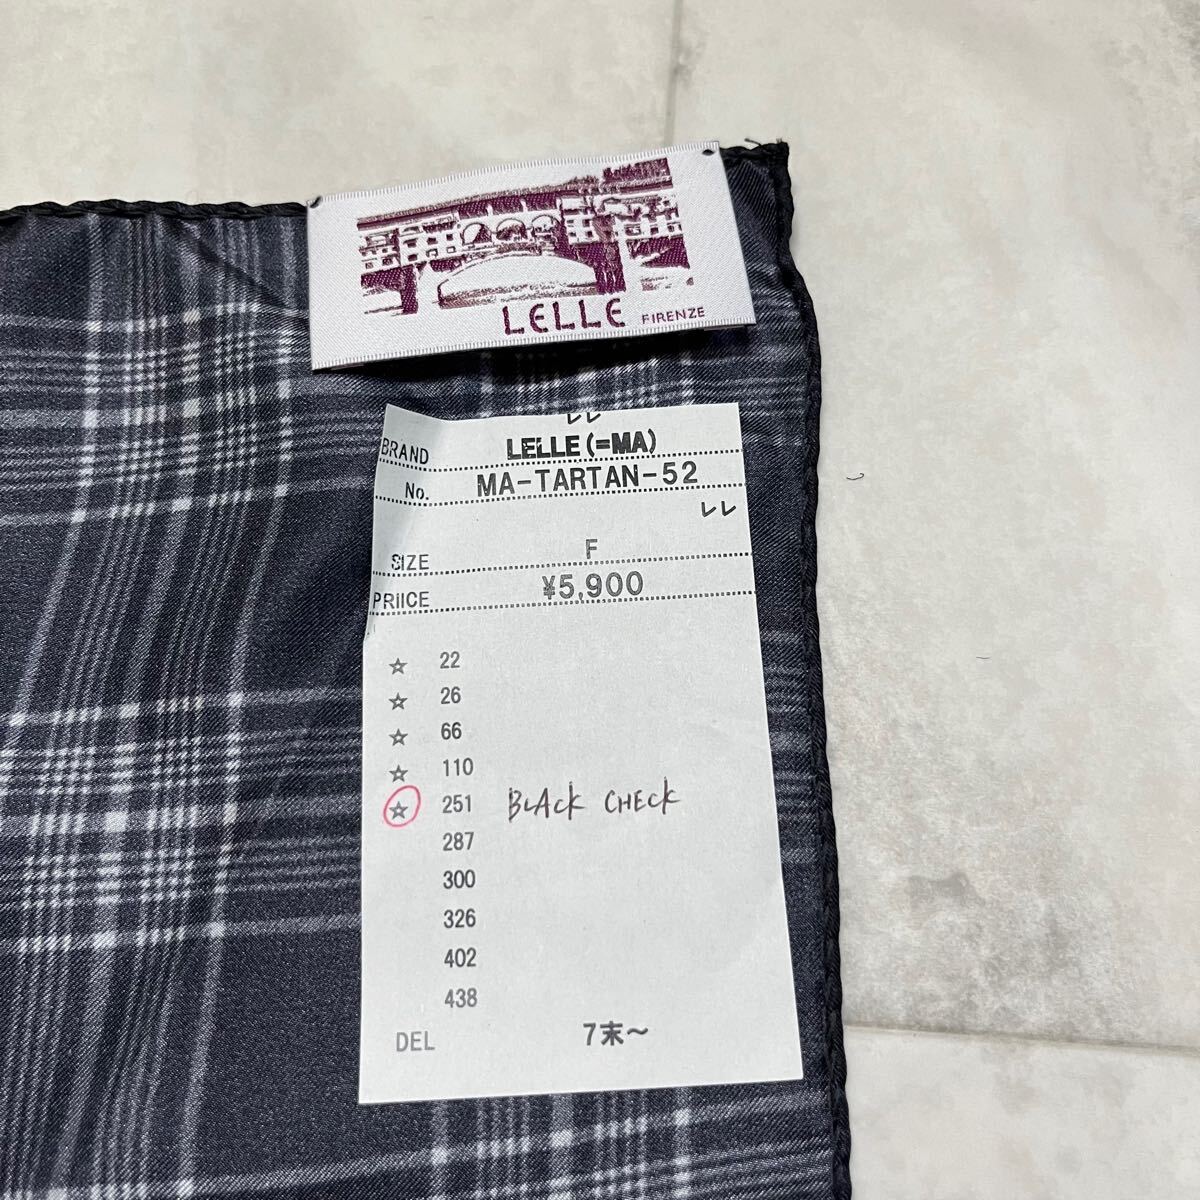 LELLE FIRENZE
レレ
BRAND LELLE(=MA)
No. MA-TARTAN-52
レレ
SIZE F
PRIICE ¥5,900
☆ 22
☆ 26
☆ 66
☆ 110
☆ 251 BLACK CHECK
287
300
326
402
438
DEL 7末～